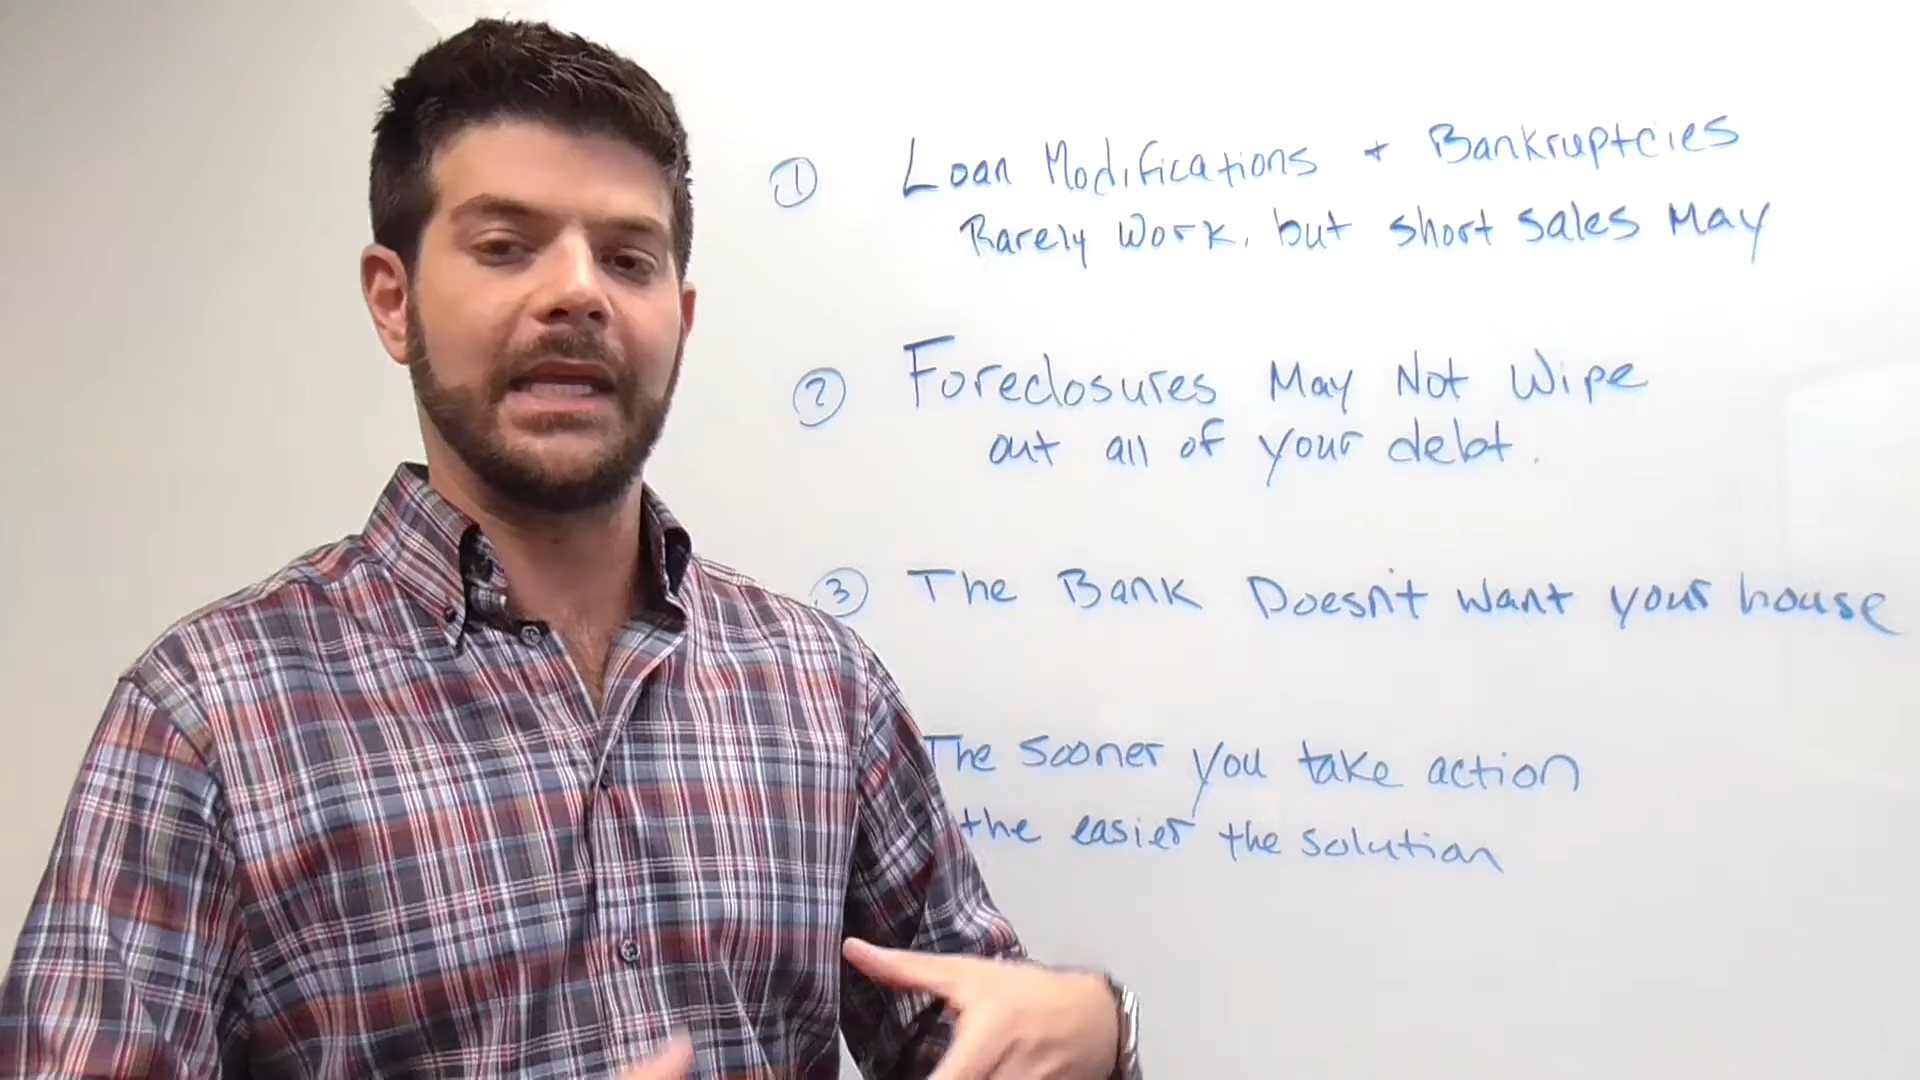 ① Loan Modifications + Bankruptcies
Rarely Work, but short sales May
② Foreclosures May Not Wipe
out all of your debt.
③ The Bank Doesn't want your house
The sooner you take action
the easier the solution